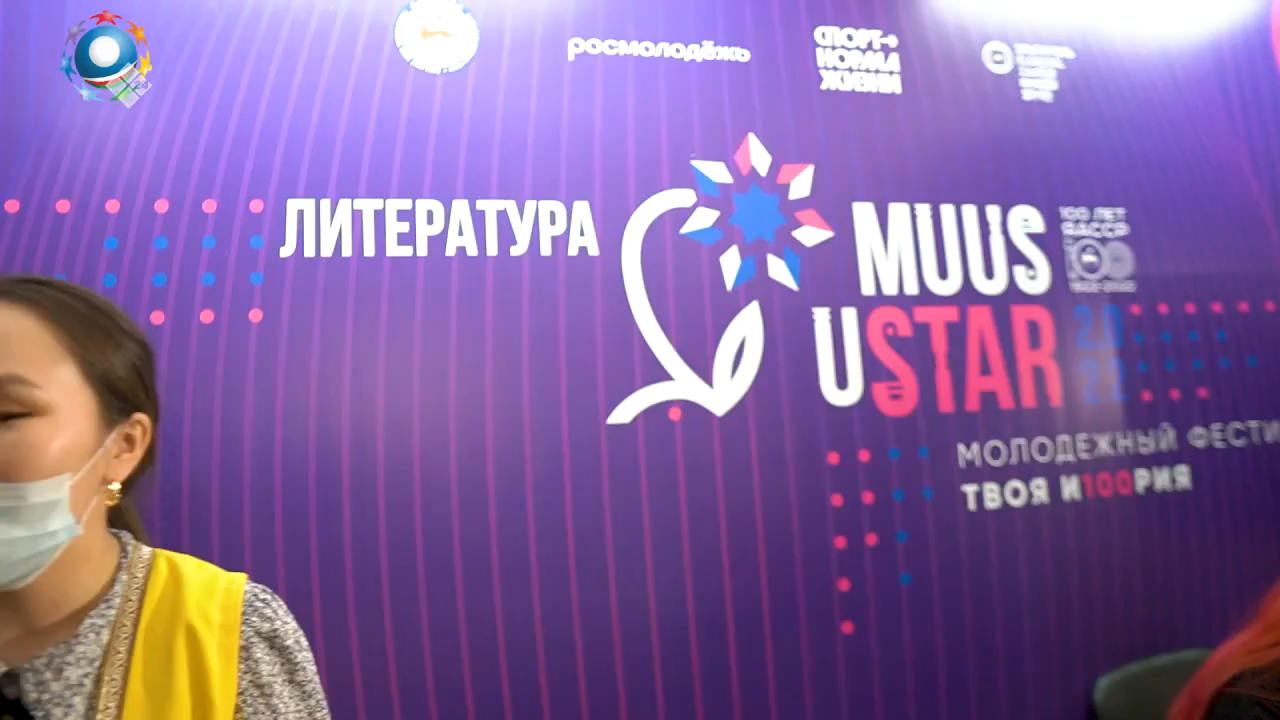 росмолодёжь
СПОРТ→
НОРМА
ЖИЗНИ
ЛИТЕРАТУРА
MUUS
USTAR
100 ЛЕТ
ЯАССР
20
22
МОЛОДЕЖНЫЙ ФЕСТИ
ТВОЯ И100РИЯ